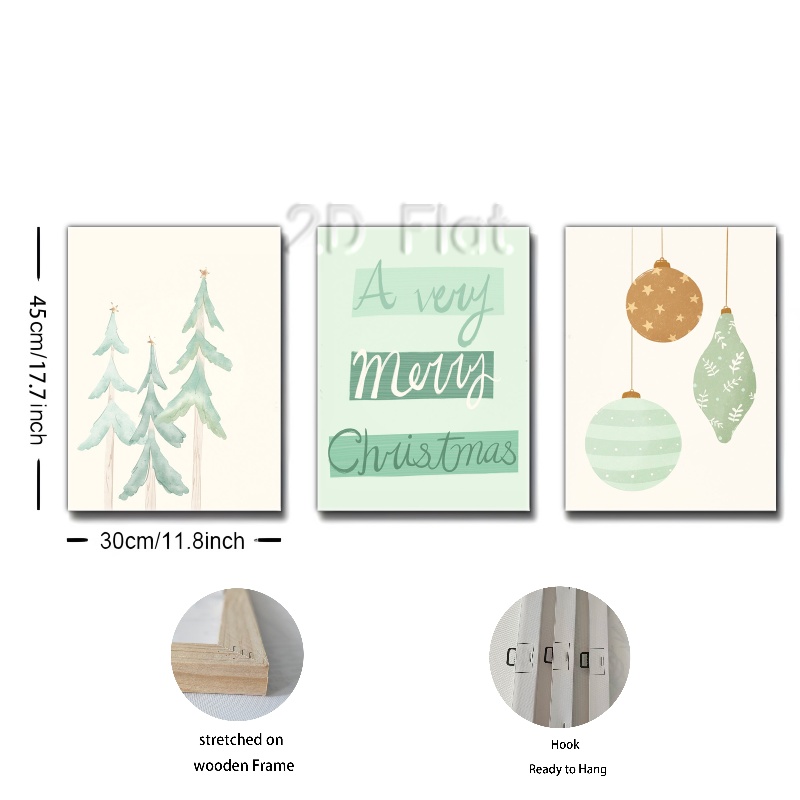 2D Flat
A very
Merry
Christmas
45cm/17.7inch
30cm/11.8inch
stretched on
wooden Frame
Hook
Ready to Hang